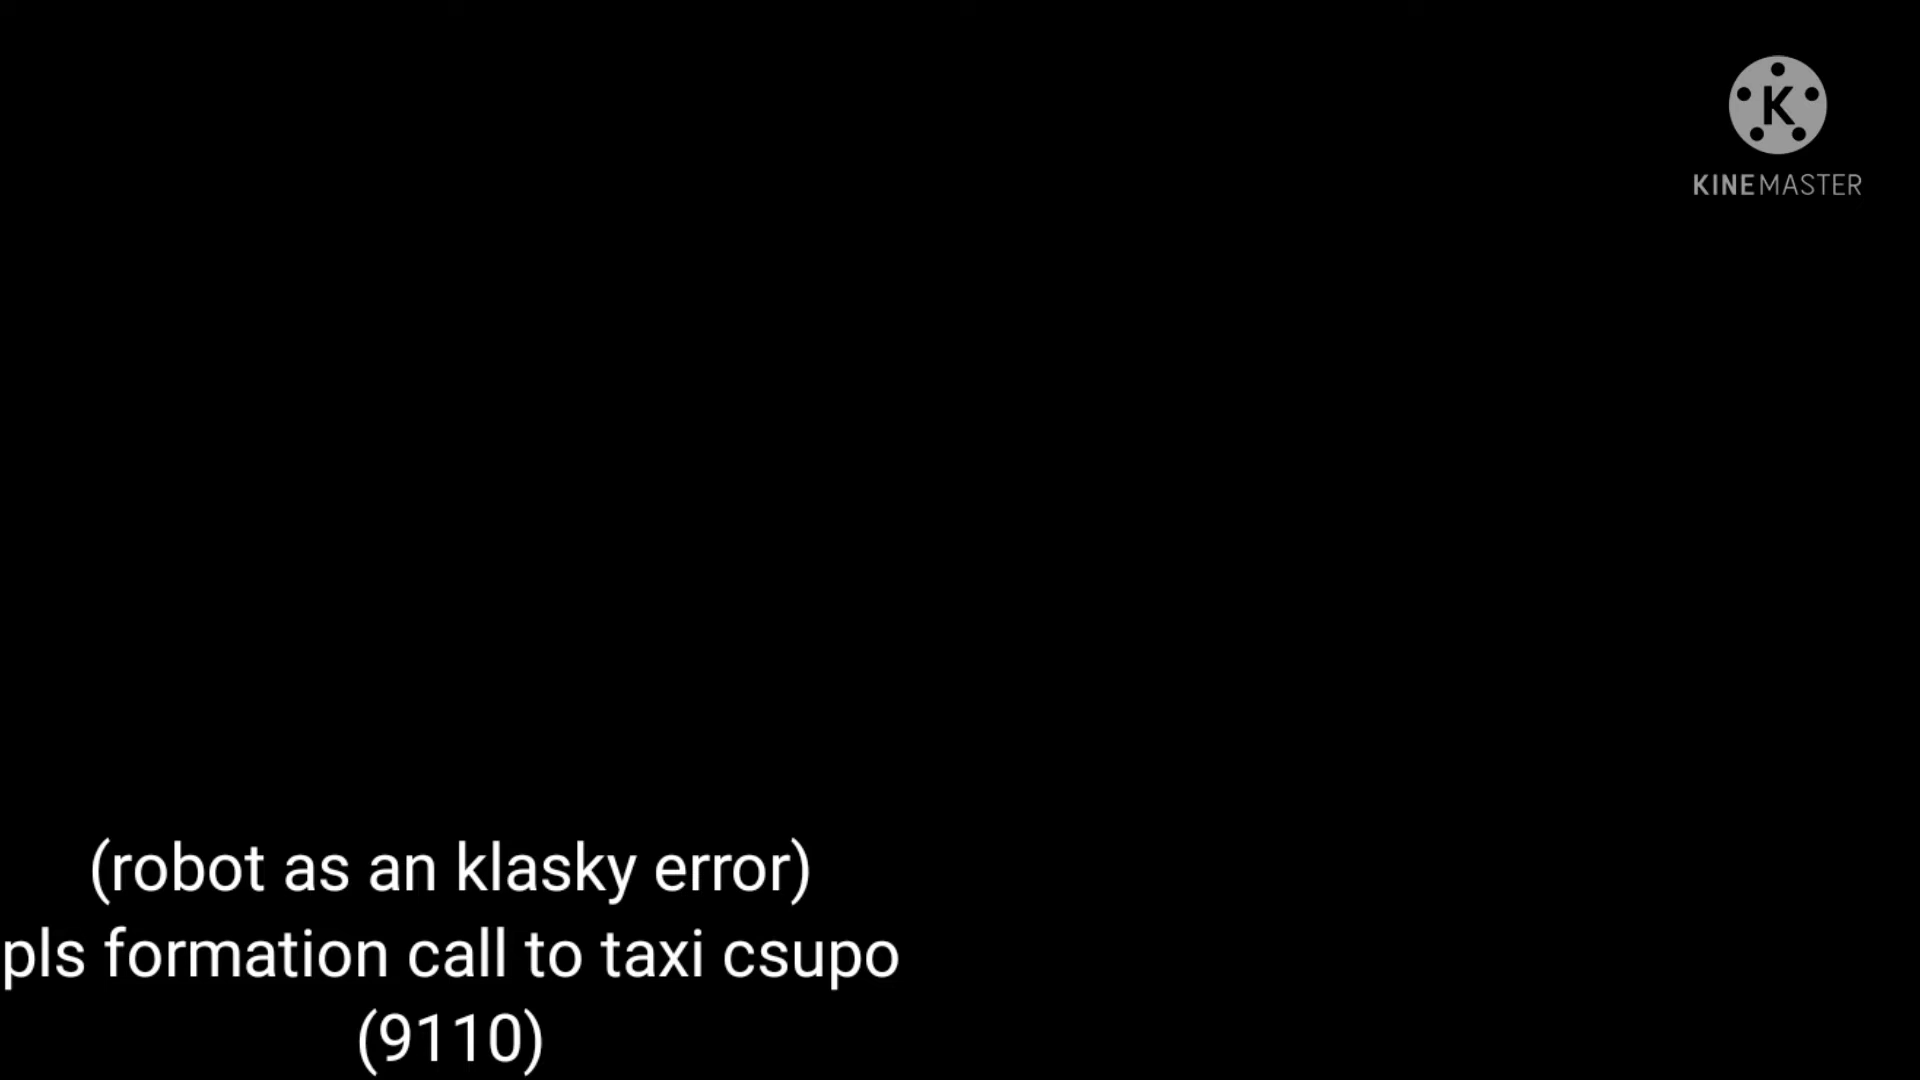 K
KINEMASTER
(robot as an klasky error)
pls formation call to taxi csupo
(9110)